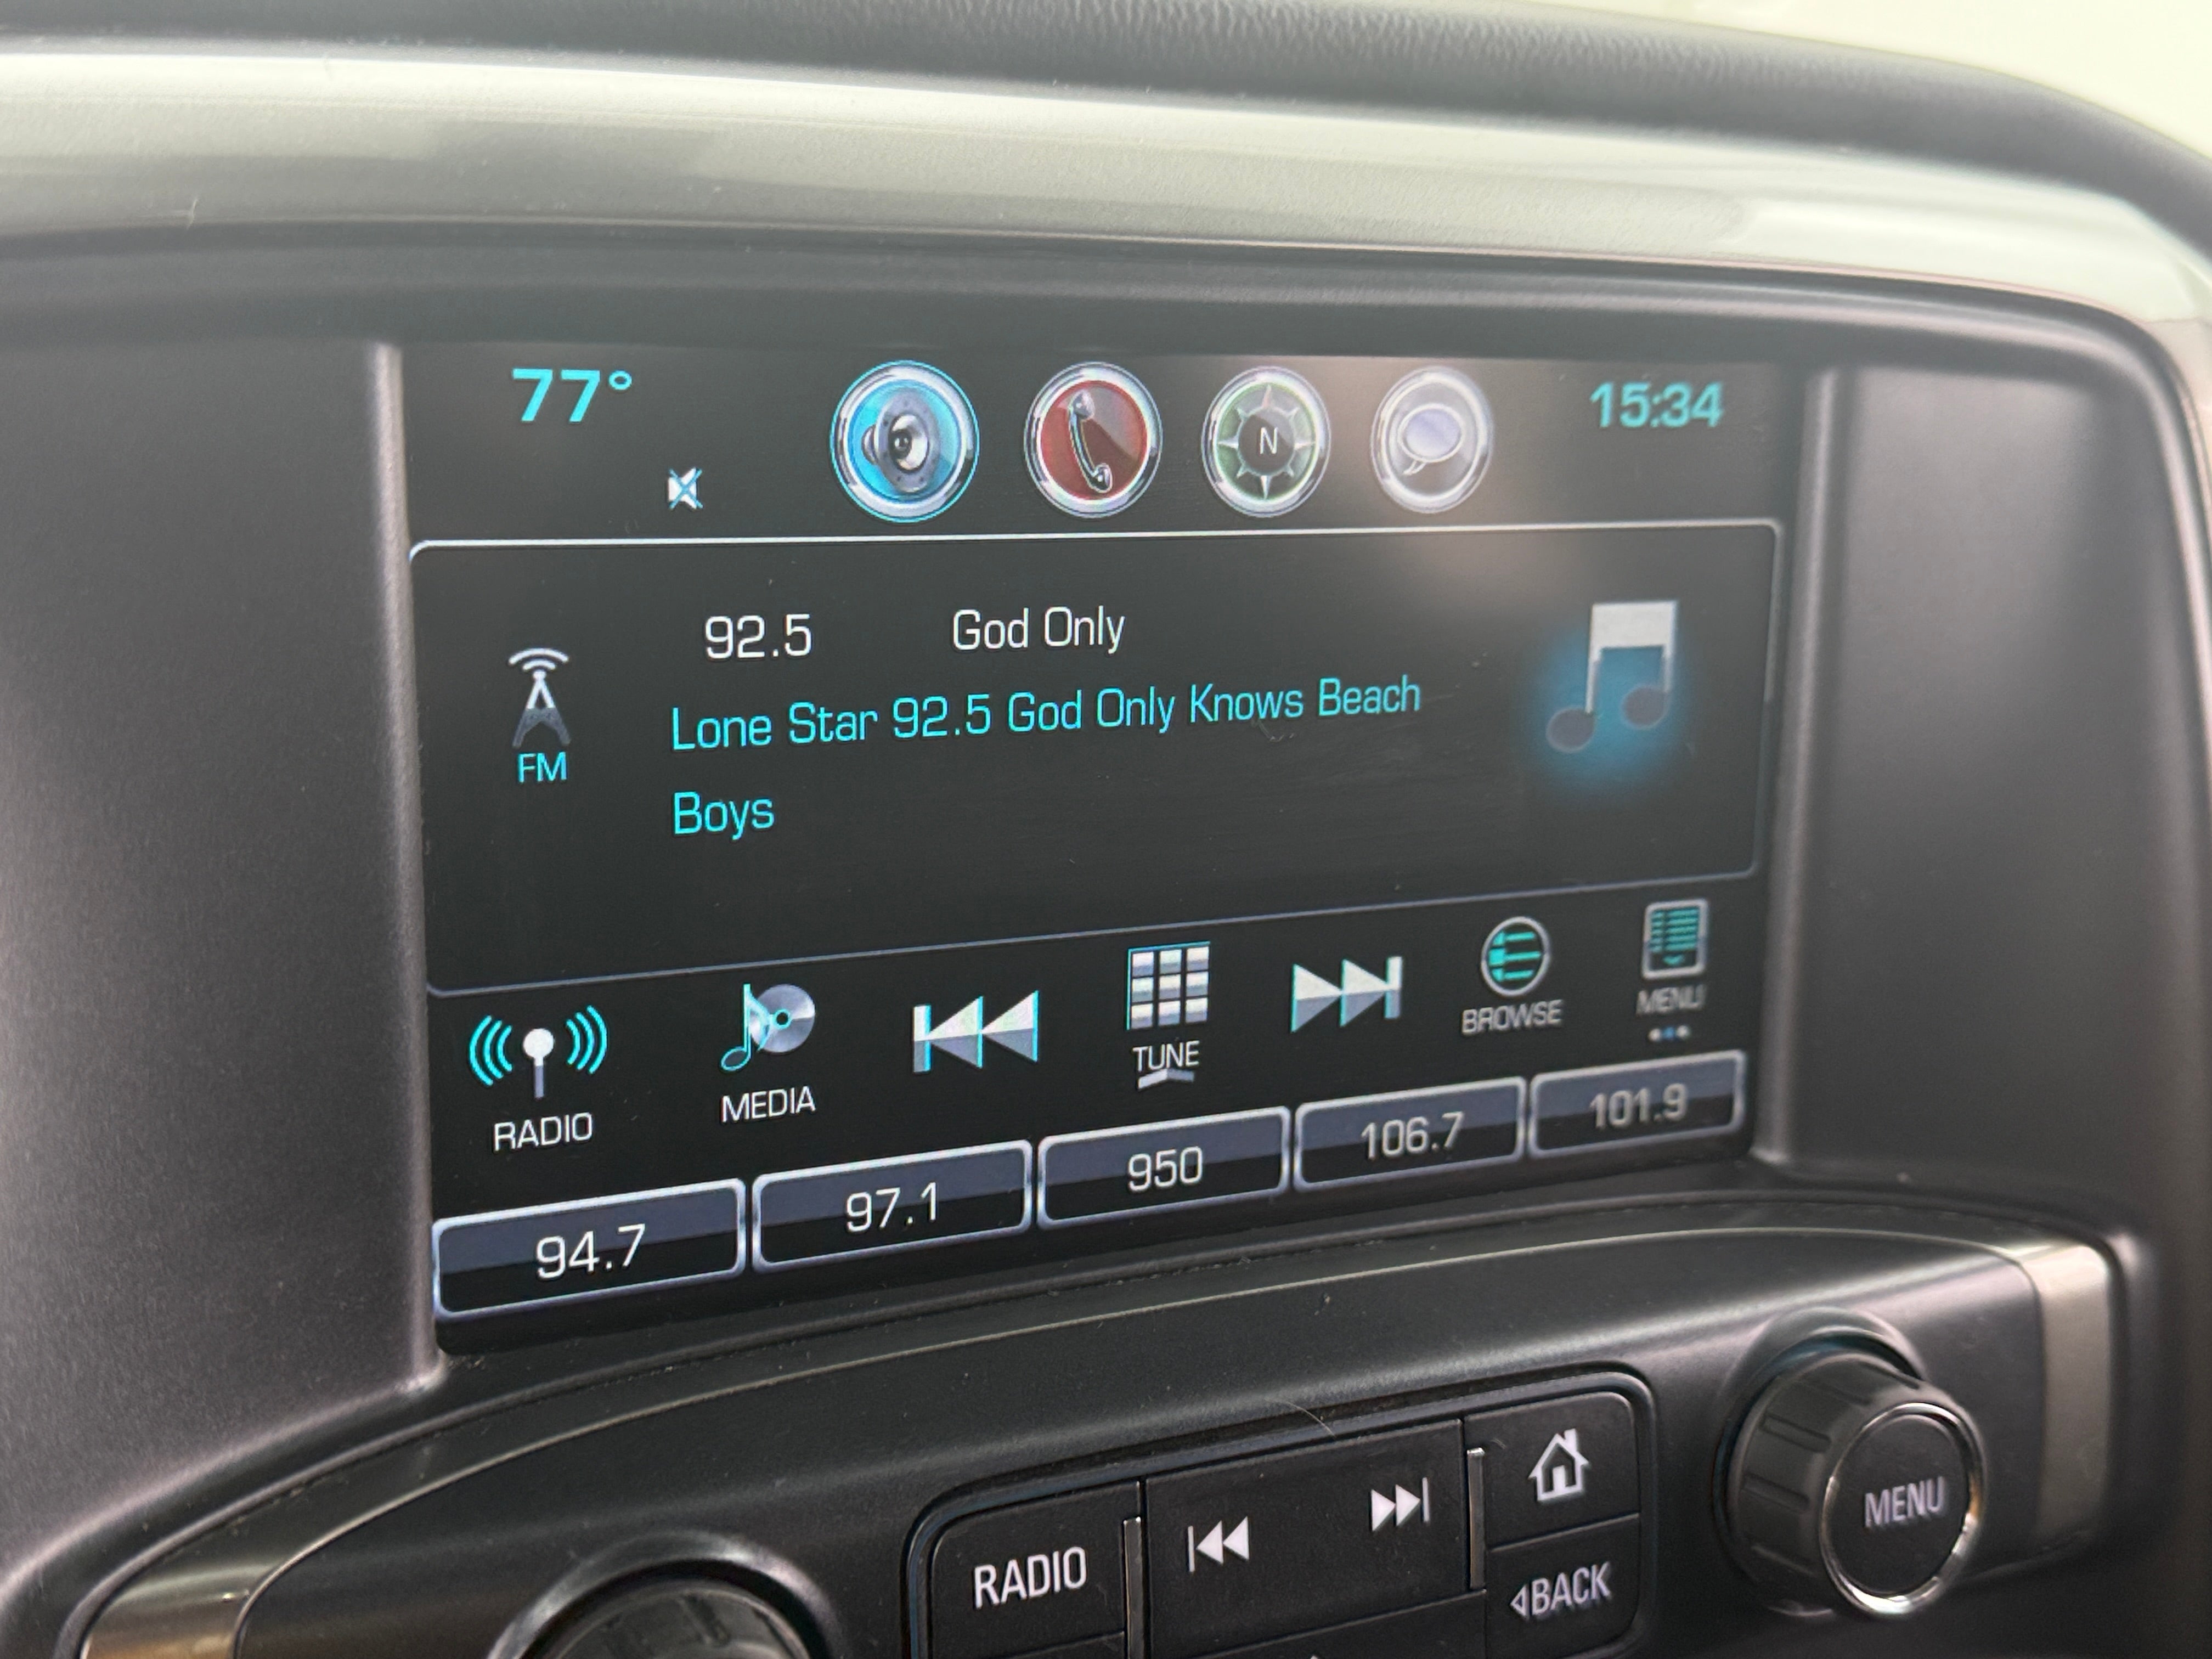 77°
N
15:34
92.5 God Only
Lone Star 92.5 God Only Knows Beach
Boys
FM
RADIO
MEDIA
TUNE
BROWSE
MENU
94.7
97.1
950
106.7
101.9
RADIO
BACK
MENU